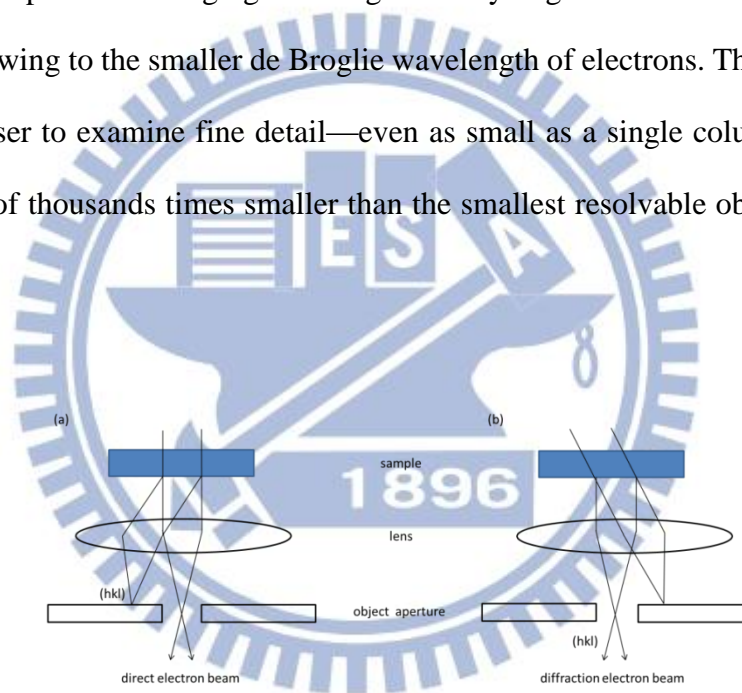 owing to the smaller de Broglie wavelength of electrons. Th
ser to examine fine detail—even as small as a single colu
of thousands times smaller than the smallest resolvable ob
E S A
(a) (b)
sample
1896
lens
(hkl)
object aperture
(hkl)
direct electron beam diffraction electron beam